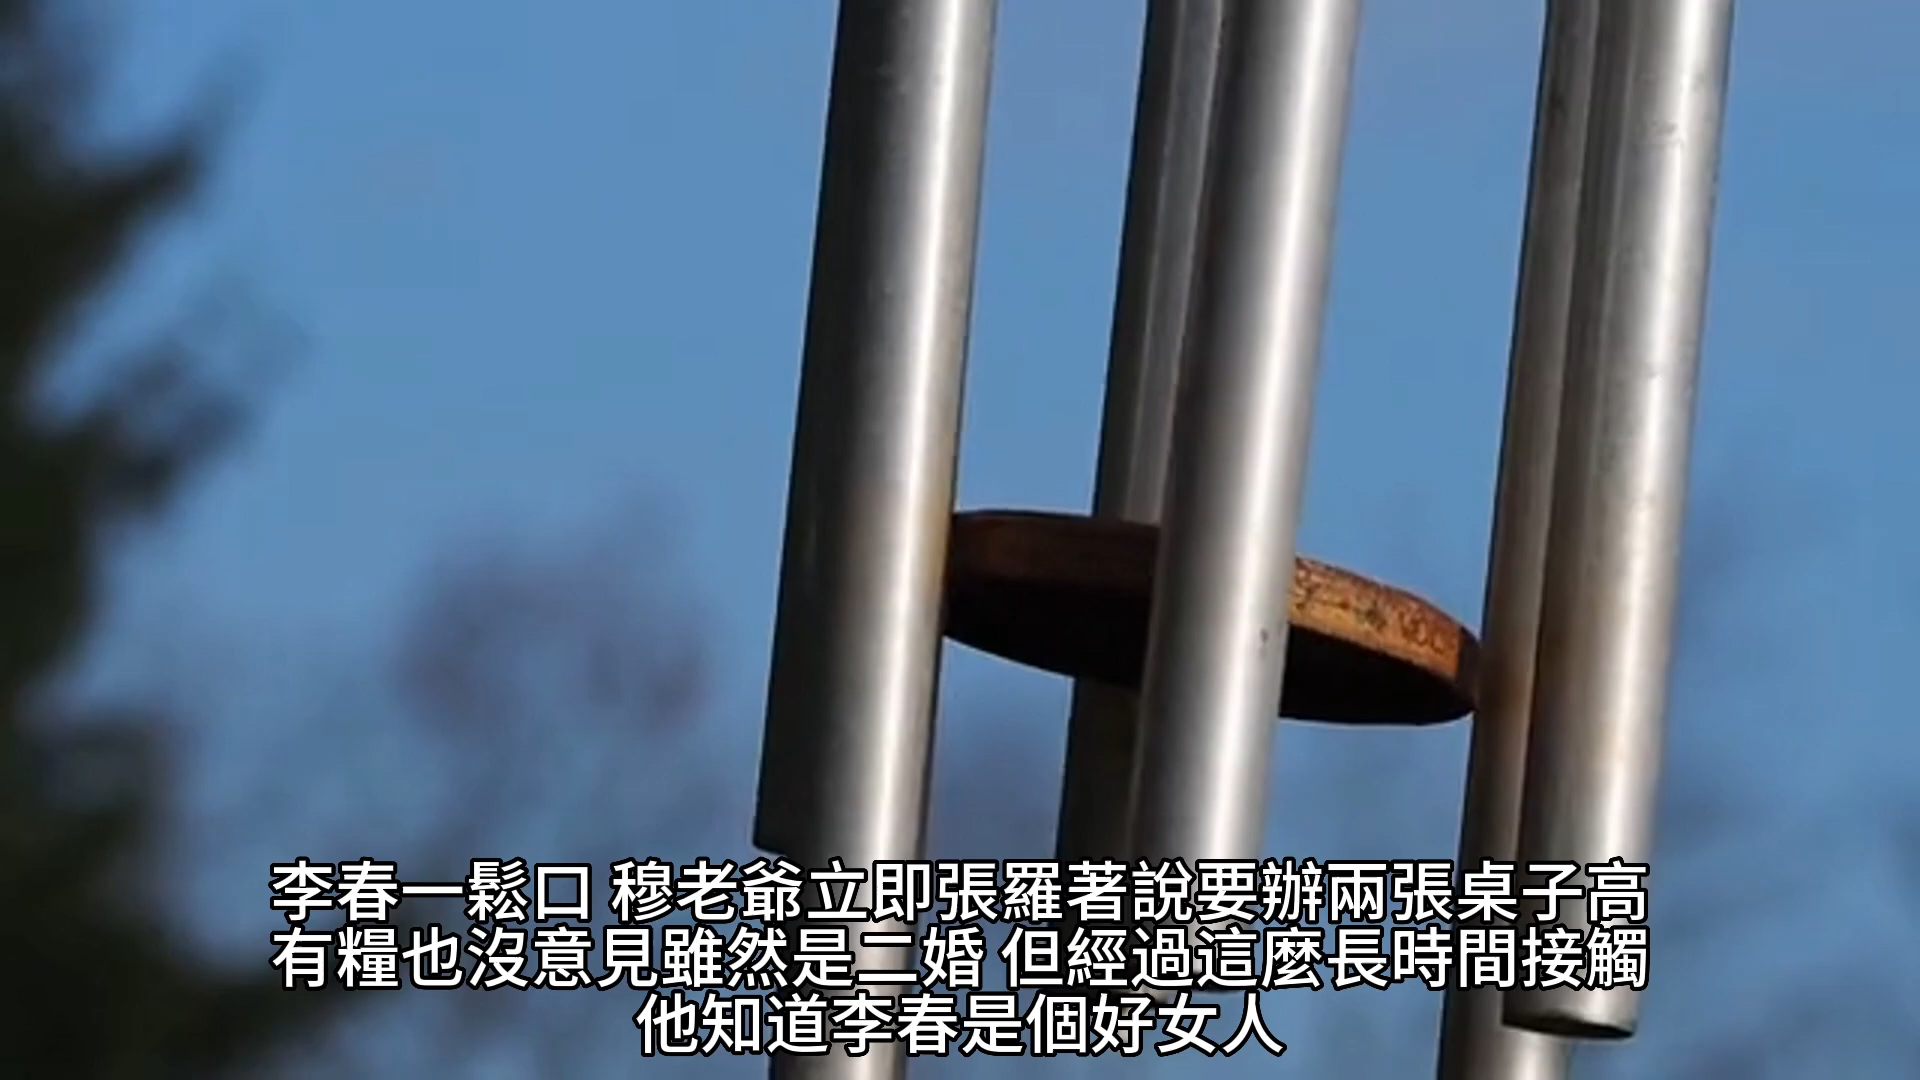 李春一鬆口 穆老爺立即張羅著說要辦兩張桌子高
有糧也沒意見雖然是二婚 但經過這麼長時間接觸
他知道李春是個好女人